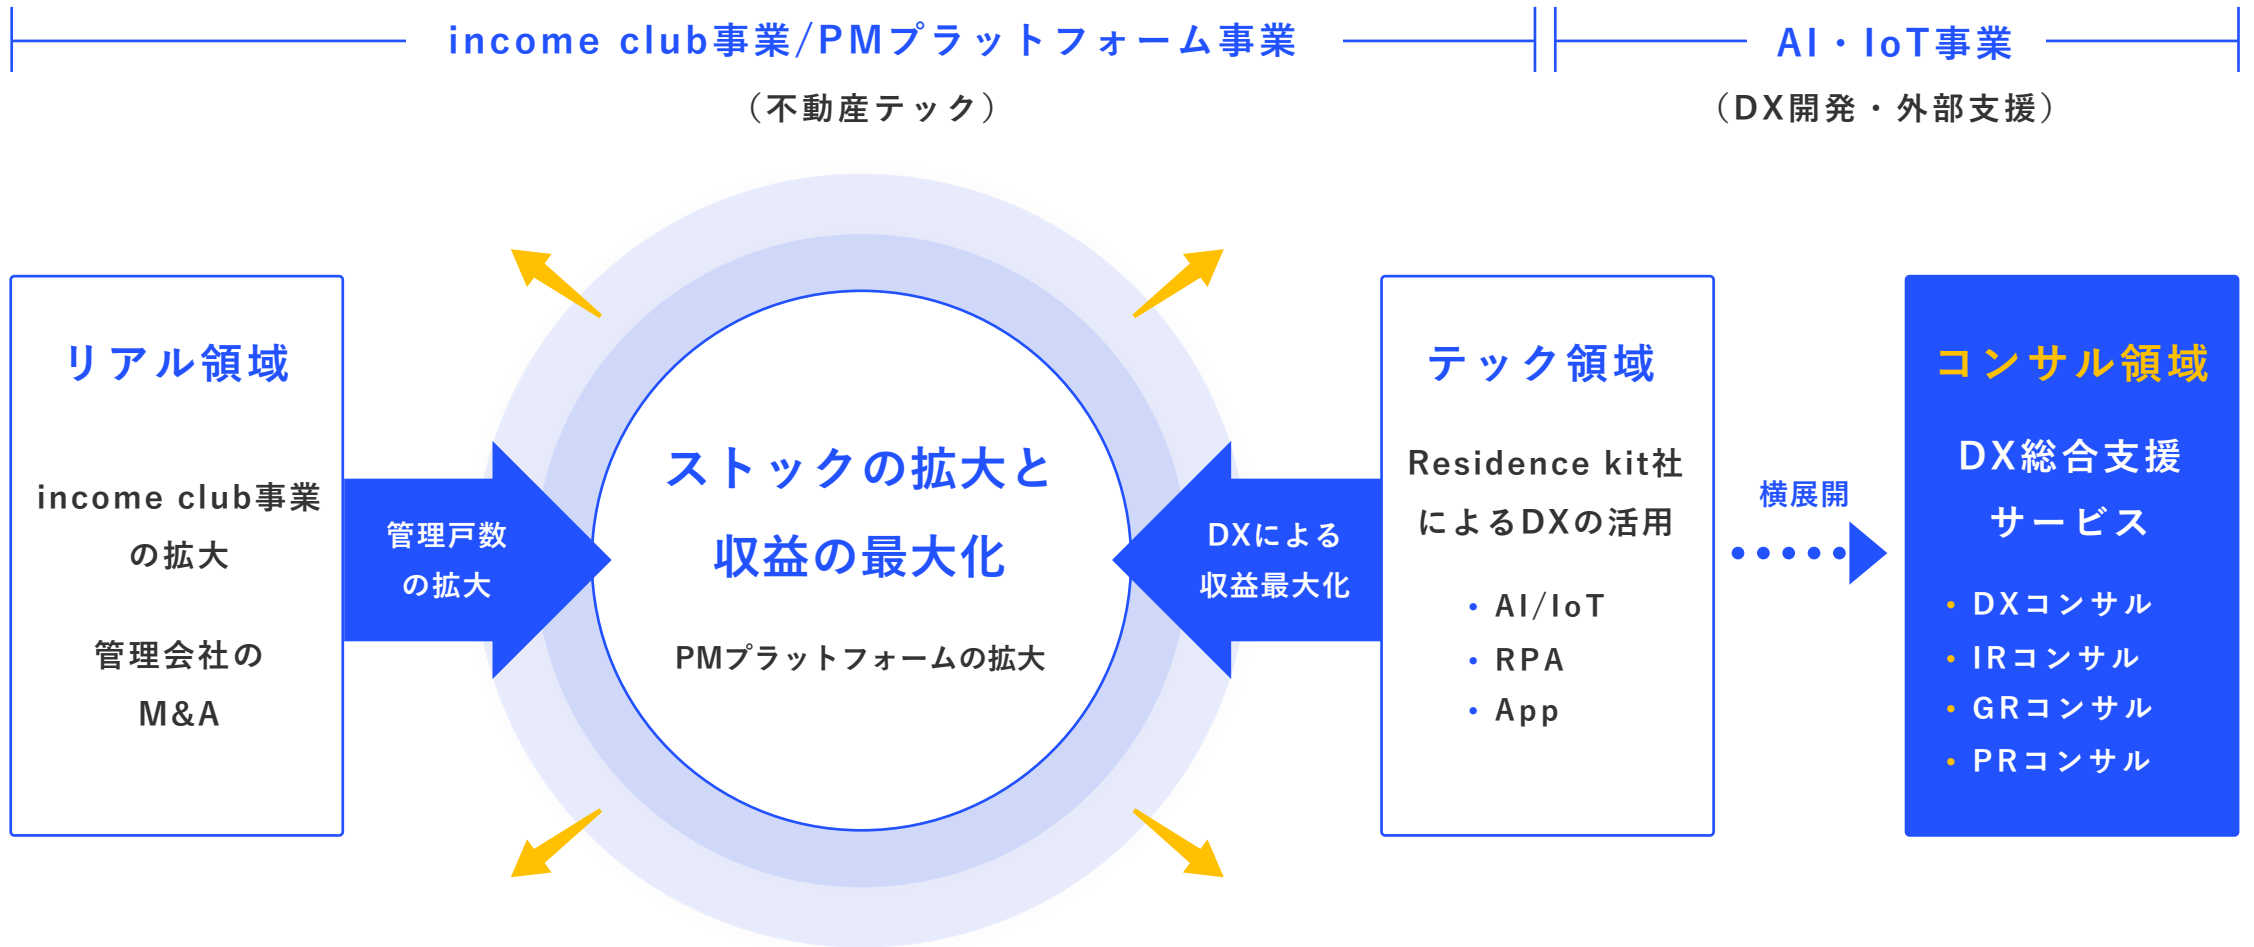 income club事業/PMプラットフォーム事業
（不動産テック）
AI・IoT事業
（DX開発・外部支援）
リアル領域
income club事業
の拡大
管理会社の
M&A
管理戸数
の拡大
ストックの拡大と
収益の最大化
PMプラットフォームの拡大
DXによる
収益最大化
テック領域
Residence kit社
によるDXの活用
・AI/IoT
・RPA
・App
横展開
コンサル領域
DX総合支援
サービス
・DXコンサル
・IRコンサル
・GRコンサル
・PRコンサル